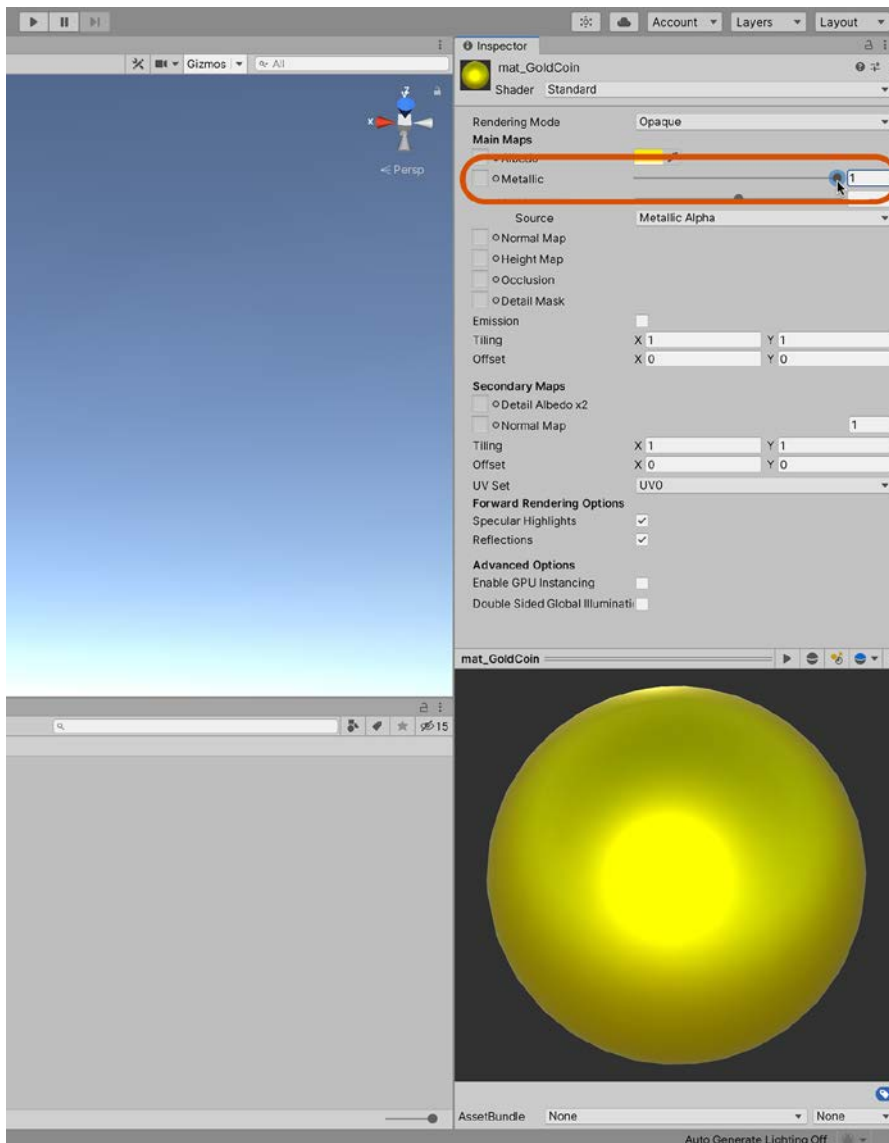 Account Layers Layout
Inspector
Gizmos All
mat_GoldCoin
Shader Standard
Z
X
Persp
Rendering Mode Opaque
Main Maps
Albedo
Metallic 1
Source Metallic Alpha
Normal Map
Height Map
Occlusion
Detail Mask
Emission
Tiling X 1 Y 1
Offset X 0 Y 0
Secondary Maps
Detail Albedo x2
Normal Map 1
Tiling X 1 Y 1
Offset X 0 Y 0
UV Set UV0
Forward Rendering Options
Specular Highlights
Reflections
Advanced Options
Enable GPU Instancing
Double Sided Global Illuminati
mat_GoldCoin
15
AssetBundle None None
Auto Generate Lighting Off